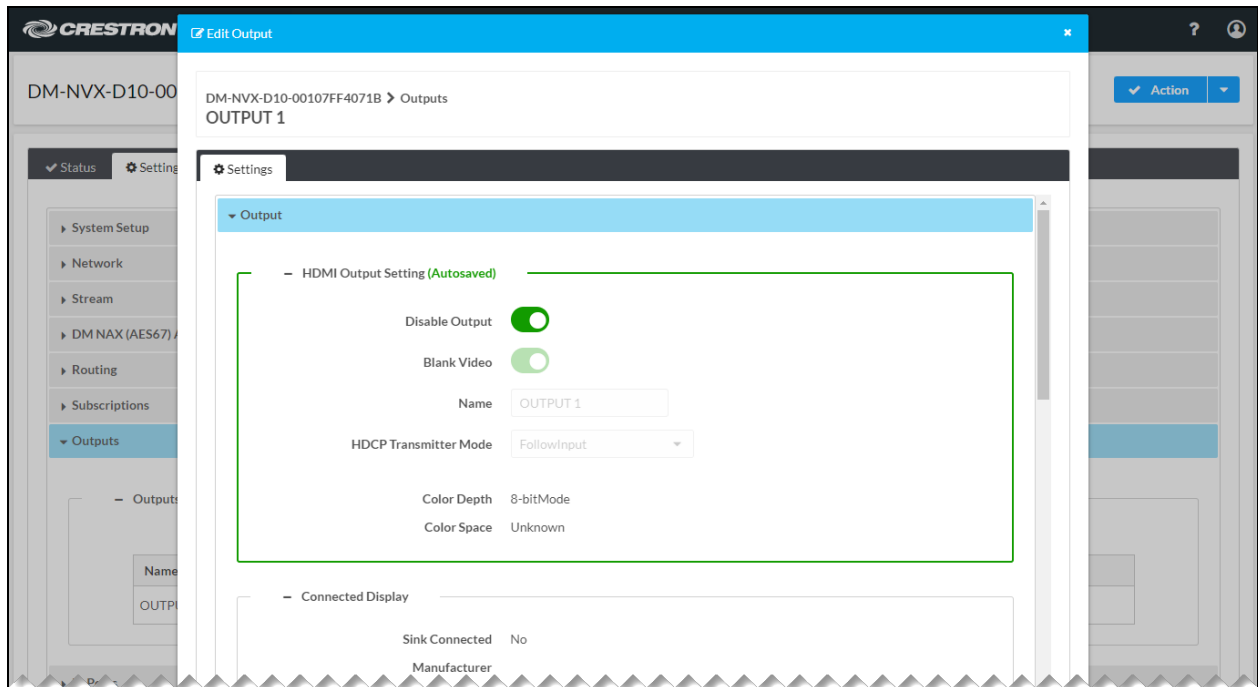 CRESTRON
Edit Output
?
DM-NVX-D10-00
Action
DM-NVX-D10-00107FF4071B > Outputs
OUTPUT 1
Status
Setting
Settings
System Setup
Network
Stream
DM NAX (AES67) A
Routing
Subscriptions
Outputs
Outputs
Name
OUTPU
Output
HDMI Output Setting (Autosaved)
Disable Output
Blank Video
Name OUTPUT 1
HDCP Transmitter Mode FollowInput
Color Depth 8-bitMode
Color Space Unknown
Connected Display
Sink Connected No
Manufacturer